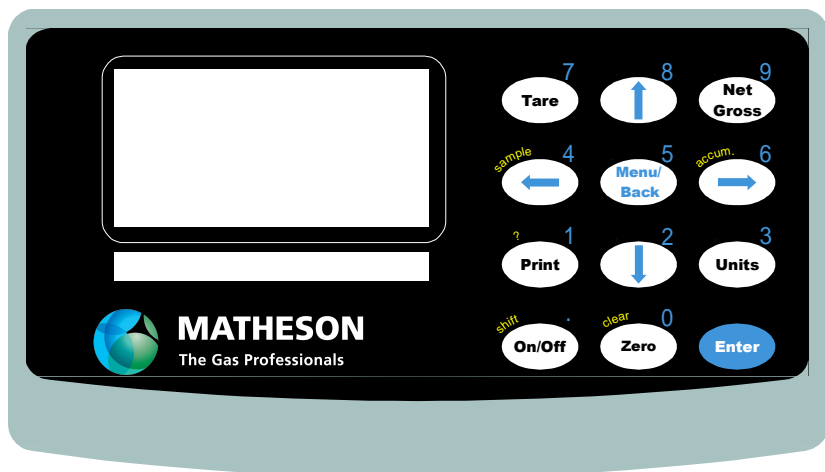 7 8 9
Tare
Net
Gross
sample 4 5 accum. 6
Menu/
Back
? 1 2 3
Print Units
shift . clear 0
On/Off Zero Enter
MATHESON
The Gas Professionals